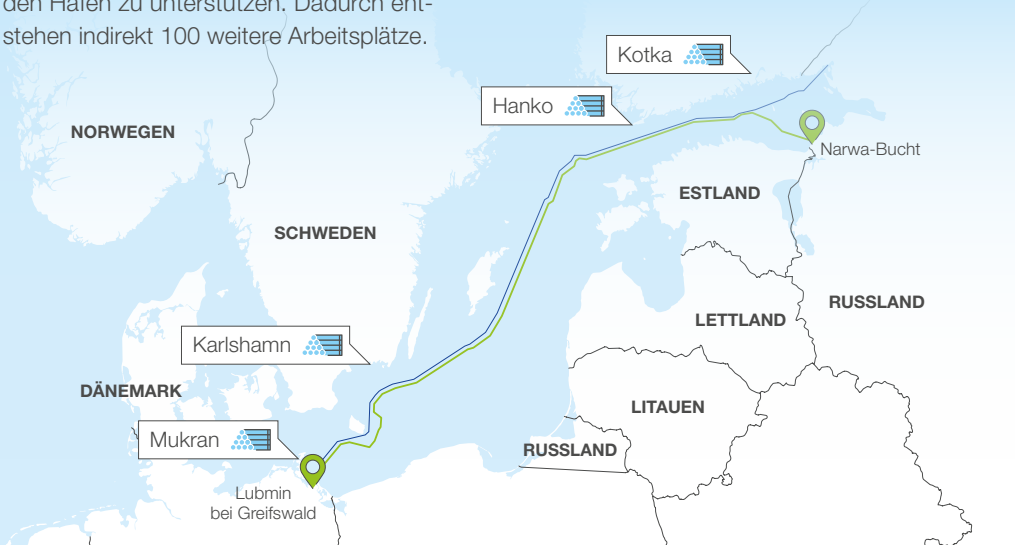 den Hafen zu unterstützen. Dadurch ent-
stehen indirekt 100 weitere Arbeitsplätze.
Kotka
Hanko
NORWEGEN
Narwa-Bucht
ESTLAND
SCHWEDEN
RUSSLAND
LETTLAND
Karlshamn
DÄNEMARK
LITAUEN
Mukran
RUSSLAND
Lubmin
bei Greifswald